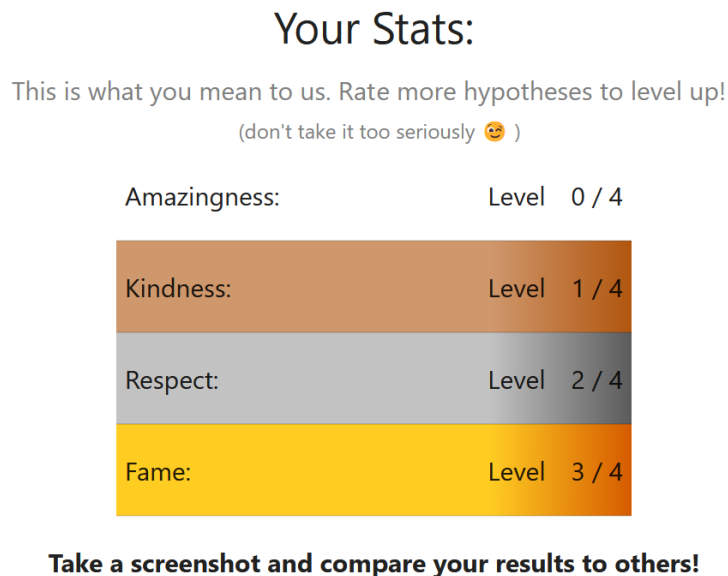 Your Stats:
This is what you mean to us. Rate more hypotheses to level up!
(don't take it too seriously 😉 )
Amazingness: Level 0 / 4
Kindness: Level 1 / 4
Respect: Level 2 / 4
Fame: Level 3 / 4
Take a screenshot and compare your results to others!